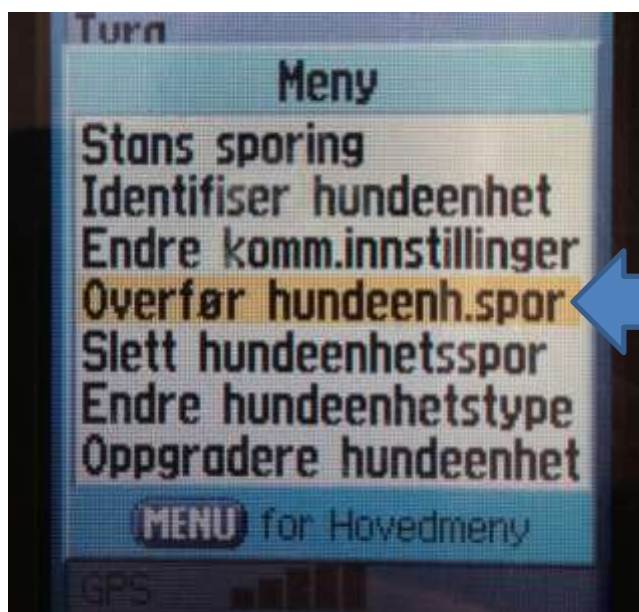 Tura
Meny
Stans sporing
Identifiser hundeenhet
Endre komm.innstillinger
Overfør hundeenh.spor
Slett hundeenhetsspor
Endre hundeenhetstype
Oppgradere hundeenhet
MENU for Hovedmeny
GPS